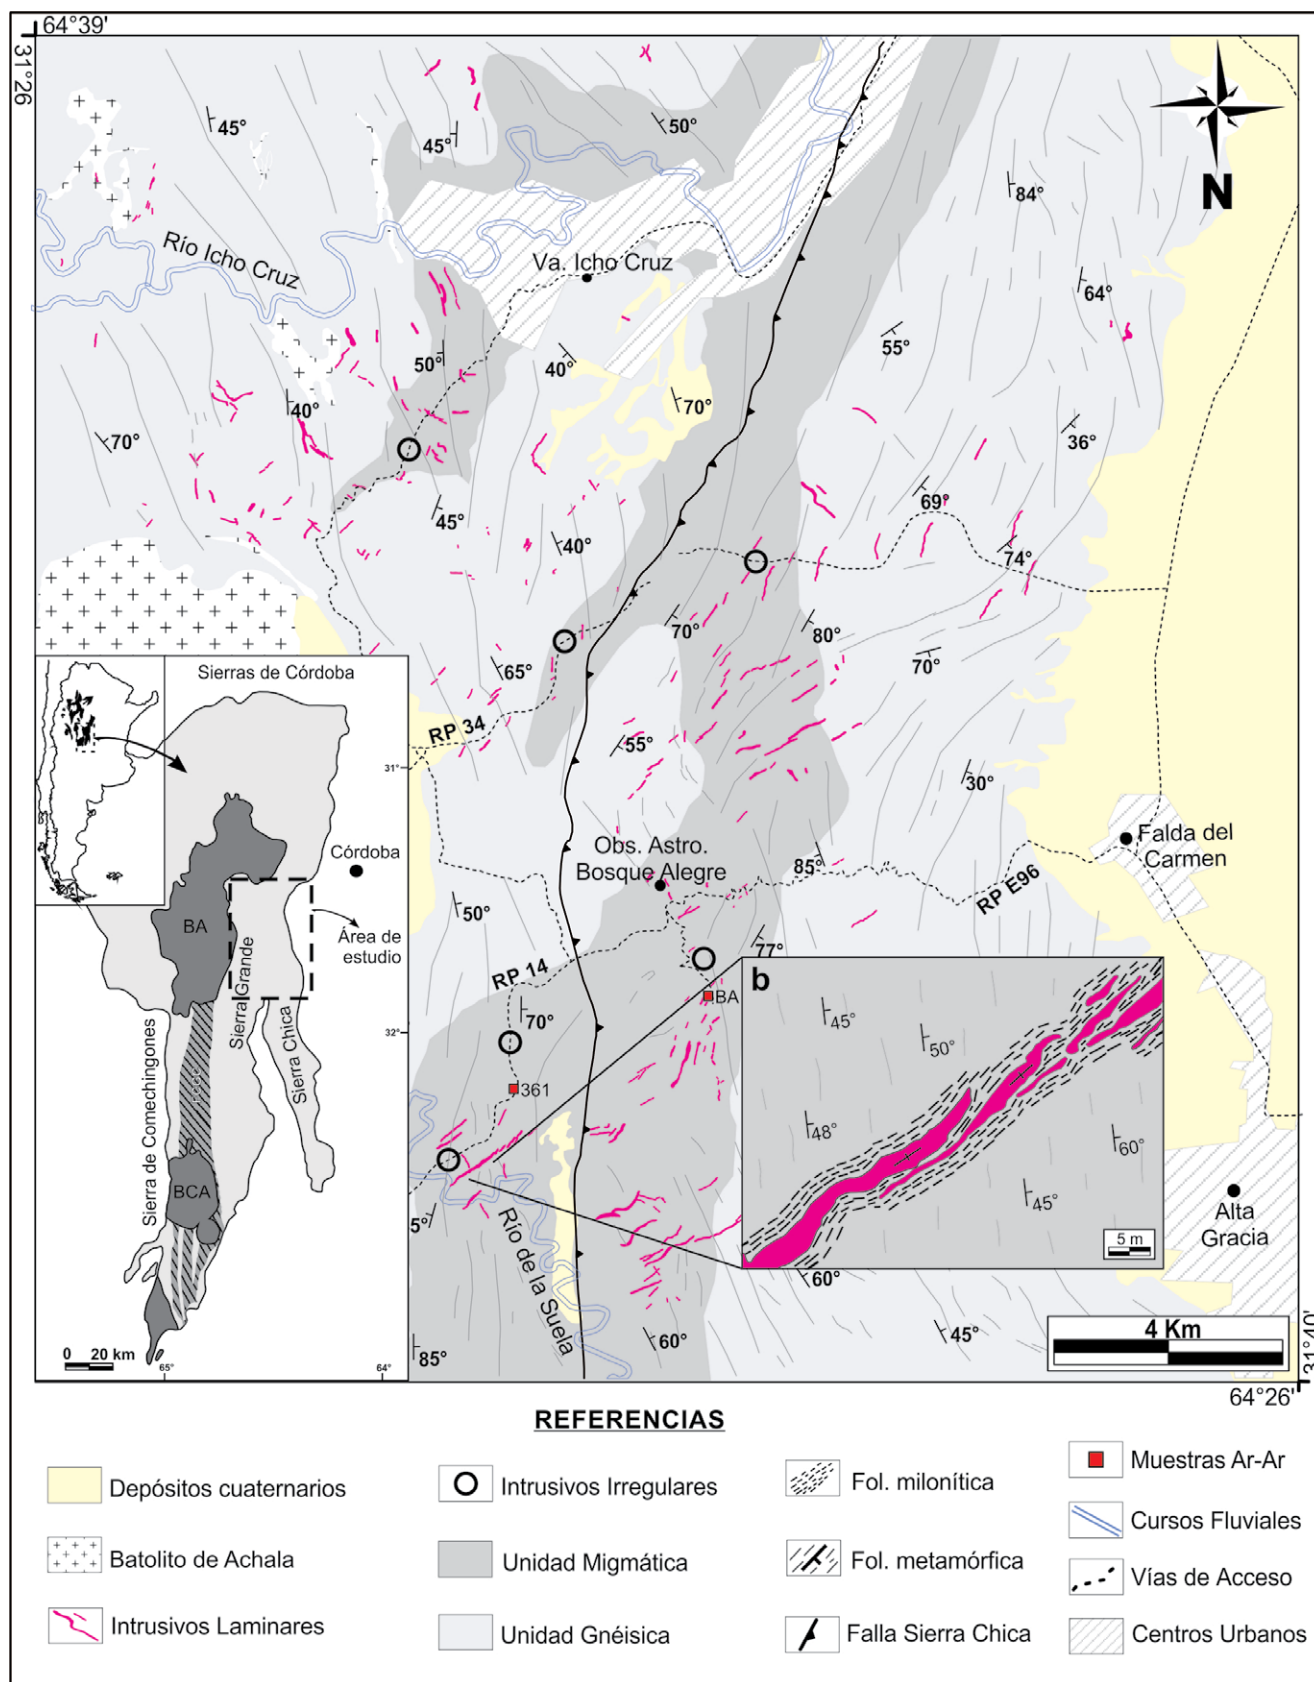 64°39'
31°26
45°
45°
50°
84°
N
Río Icho Cruz
Va. Icho Cruz
64°
55°
50°
40°
40°
70°
70°
36°
69°
45°
40°
74°
70°
80°
65°
70°
RP 34
55°
30°
Sierras de Córdoba
31°
Córdoba
BA
Área de
estudio
Sierra Grande
Sierra Chica
Sierra de Comechingones
32°
BCA
0 20 km
65°
64°
Obs. Astro.
Bosque Alegre
85°
RP E96
Falda del
Carmen
50°
77°
RP 14
70°
BA
361
b
45°
50°
48°
60°
45°
5 m
Alta
Gracia
5°
Río de la Suela
60°
60°
45°
85°
4 Km
31°40'
64°26'
REFERENCIAS
Depósitos cuaternarios
Batolito de Achala
Intrusivos Laminares
Intrusivos Irregulares
Unidad Migmática
Unidad Gnéisica
Fol. milonítica
Fol. metamórfica
Falla Sierra Chica
Muestras Ar-Ar
Cursos Fluviales
Vías de Acceso
Centros Urbanos